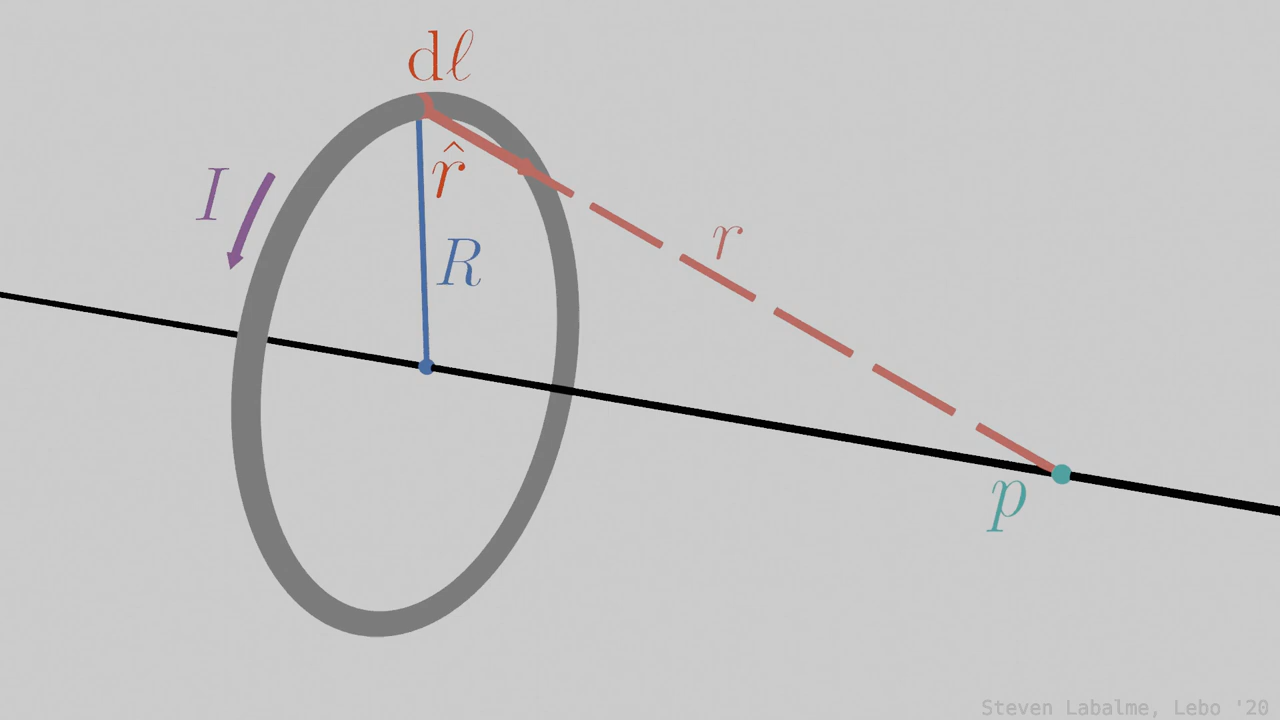 dℓ
I
r̂
R
r
p
Steven Labalme, Lebo '20